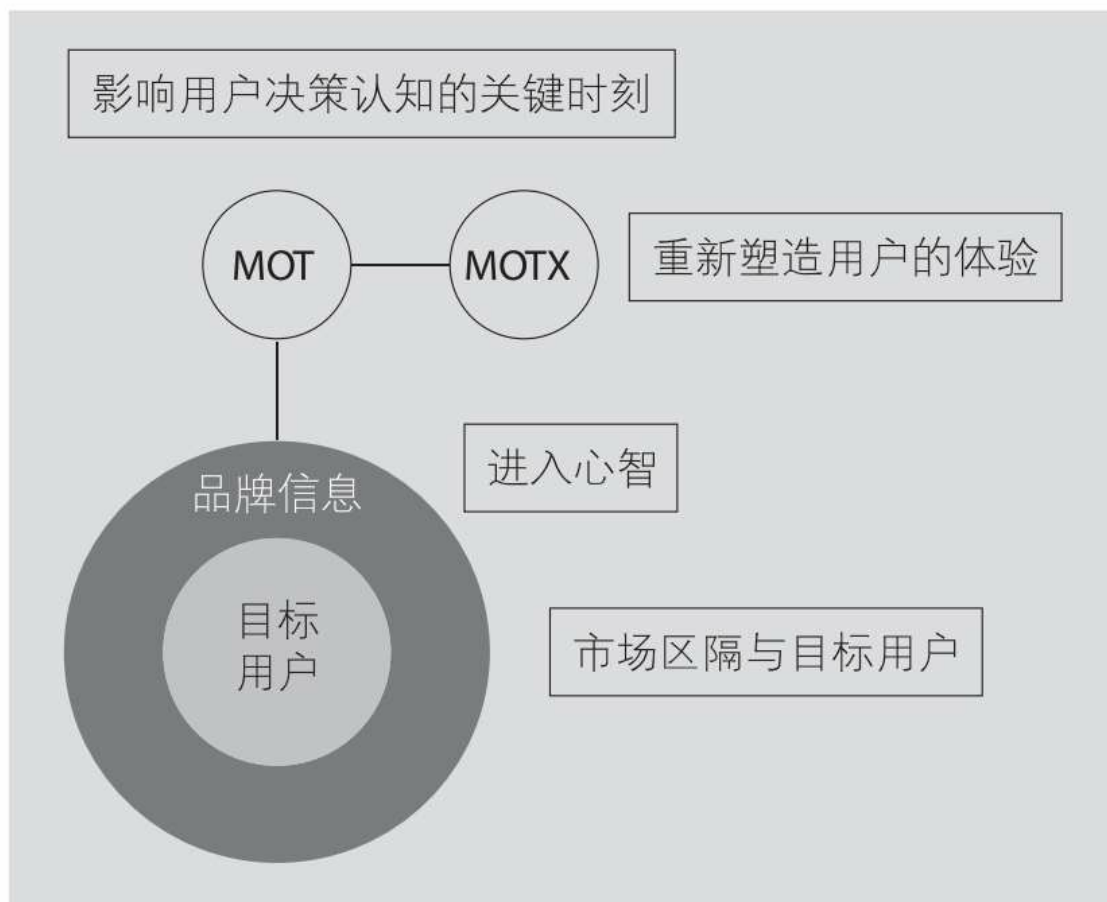 影响用户决策认知的关键时刻
MOT
MOTX
重新塑造用户的体验
进入心智
品牌信息
目标
用户
市场区隔与目标用户